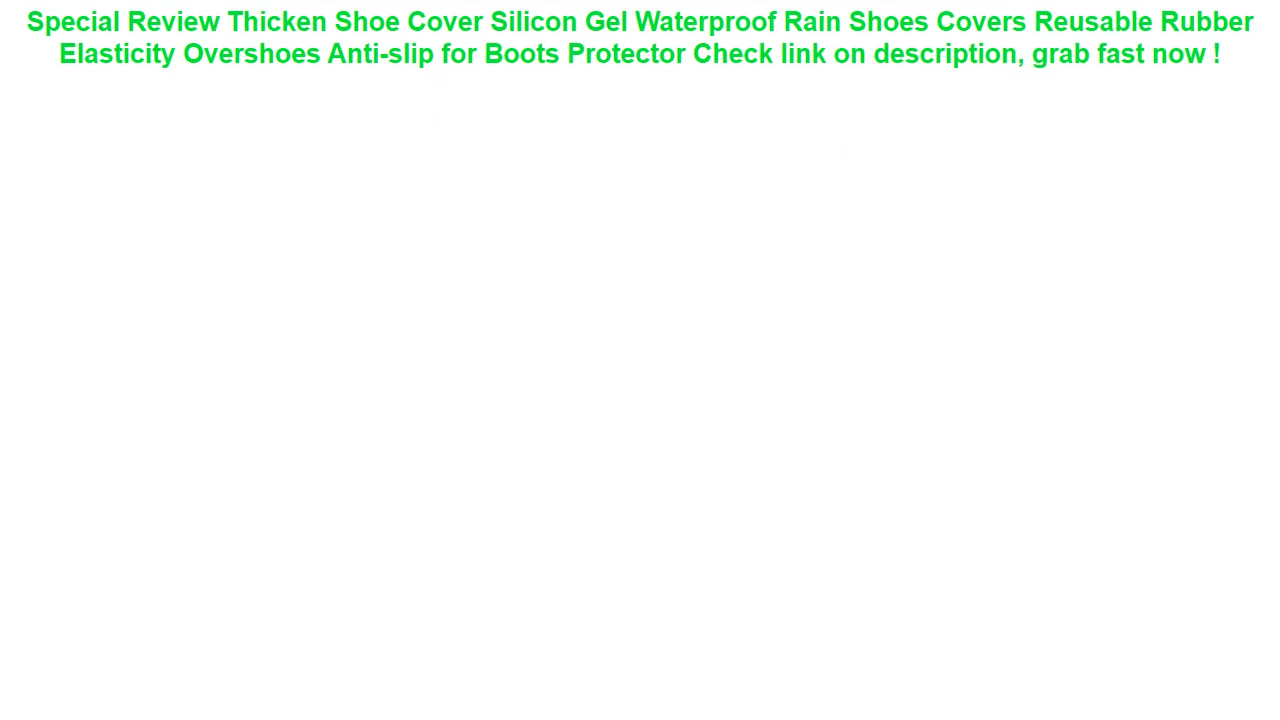 Special Review Thicken Shoe Cover Silicon Gel Waterproof Rain Shoes Covers Reusable Rubber
Elasticity Overshoes Anti-slip for Boots Protector Check link on description, grab fast now !